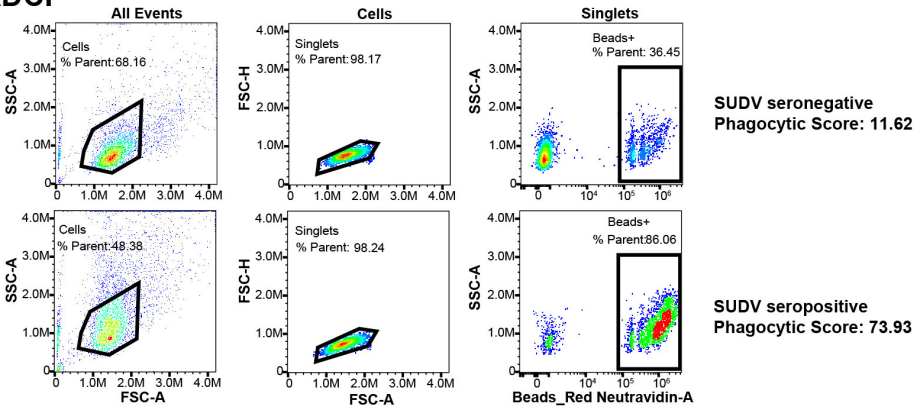 All Events
Cells
Singlets
4.0M
3.0M
2.0M
1.0M
0
SSC-A
Cells
% Parent:68.16
0 1.0M 2.0M 3.0M 4.0M
4.0M
3.0M
2.0M
1.0M
0
FSC-H
Singlets
% Parent:98.17
0 1.0M 2.0M 3.0M 4.0M
4.0M
3.0M
2.0M
1.0M
0
SSC-A
Beads+
% Parent: 36.45
0 10⁴ 10⁵ 10⁶
SUDV seronegative
Phagocytic Score: 11.62
4.0M
3.0M
2.0M
1.0M
0
SSC-A
Cells
% Parent:48.38
0 1.0M 2.0M 3.0M 4.0M
FSC-A
4.0M
3.0M
2.0M
1.0M
0
FSC-H
Singlets
% Parent: 98.24
0 1.0M 2.0M 3.0M 4.0M
FSC-A
4.0M
3.0M
2.0M
1.0M
0
SSC-A
Beads+
% Parent:86.06
0 10⁴ 10⁵ 10⁶
Beads_Red Neutravidin-A
SUDV seropositive
Phagocytic Score: 73.93